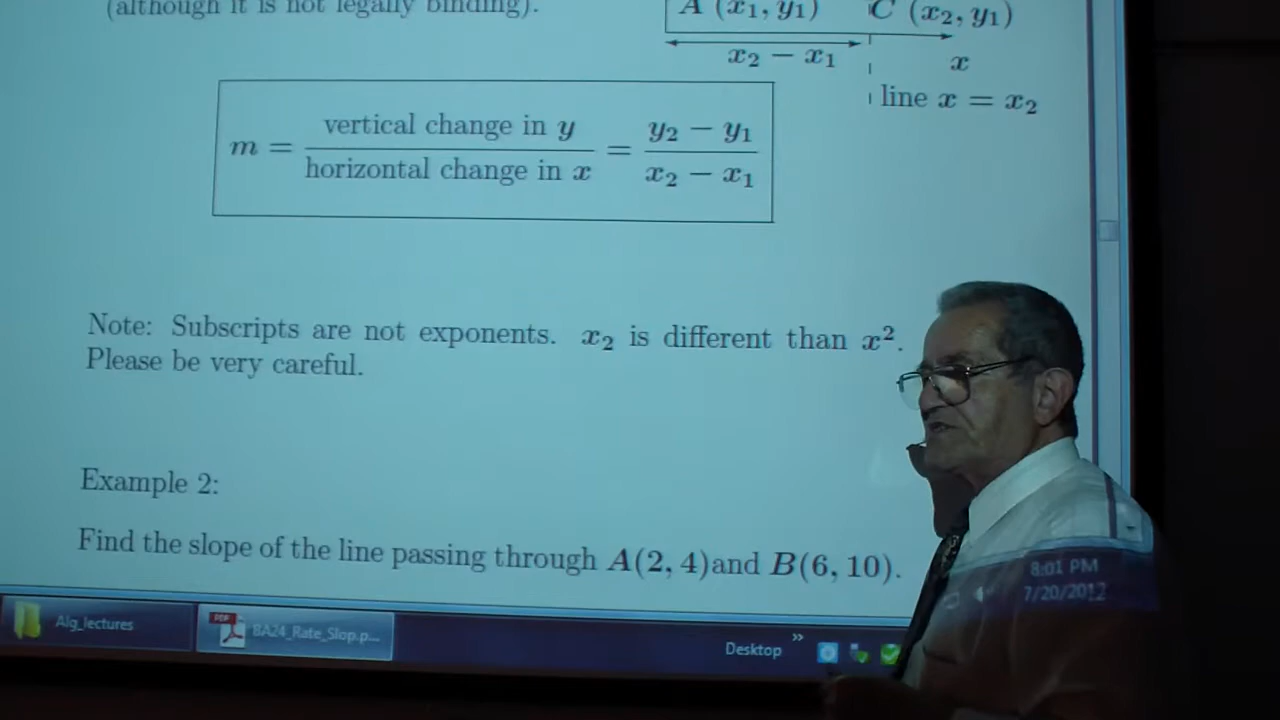 (although it is not legally binding).
A (x₁, y₁) C (x₂, y₁)
x₂ − x₁
x
line x = x₂
m = vertical change in y / horizontal change in x = y₂ − y₁ / x₂ − x₁
Note: Subscripts are not exponents. x₂ is different than x².
Please be very careful.
Example 2:
Find the slope of the line passing through A(2, 4)and B(6, 10).
Alg_lectures
PDF
BA24_Rate_Slop.p...
Desktop
»
8:01 PM
7/20/2012